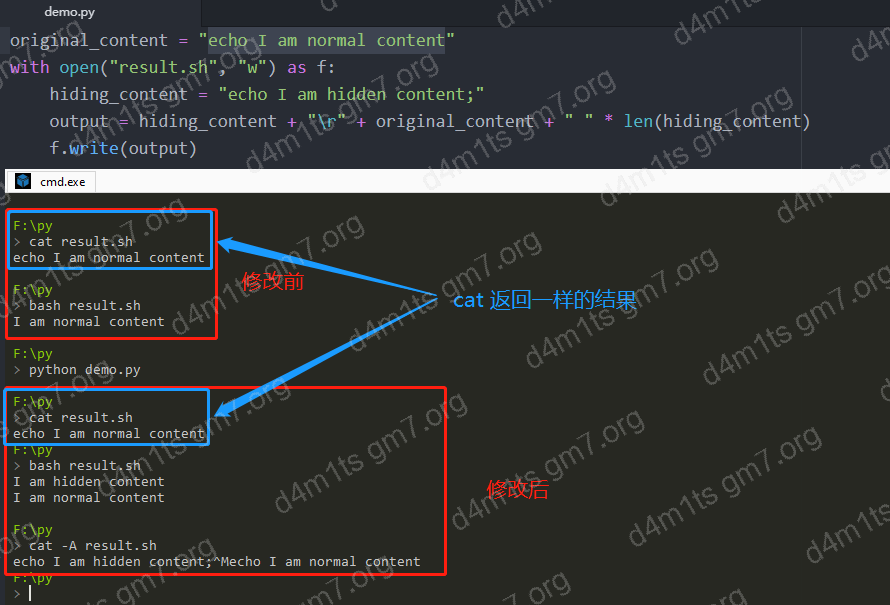 demo.py
original_content = "echo I am normal content"
with open("result.sh", "w") as f:
    hiding_content = "echo I am hidden content;"
    output = hiding_content + "\r" + original_content + " " * len(hiding_content)
    f.write(output)
cmd.exe
F:\py
> cat result.sh
echo I am normal content
修改前
F:\py
> bash result.sh
I am normal content
cat 返回一样的结果
F:\py
> python demo.py
F:\py
> cat result.sh
echo I am normal content
F:\py
> bash result.sh
I am hidden content
I am normal content
修改后
F:\py
> cat -A result.sh
echo I am hidden content;^Mecho I am normal content
F:\py
>
d4m1ts gm7.org